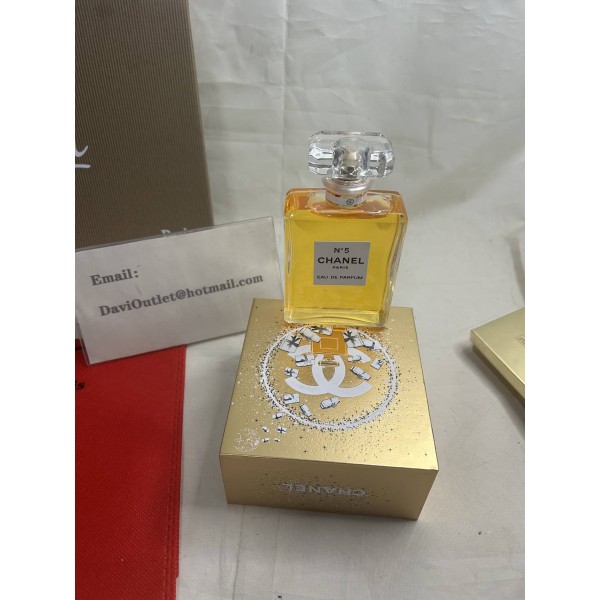 Email:
DaviOutlet@hotmail.com
N°5
CHANEL
PARIS
EAU DE PARFUM
CHANEL